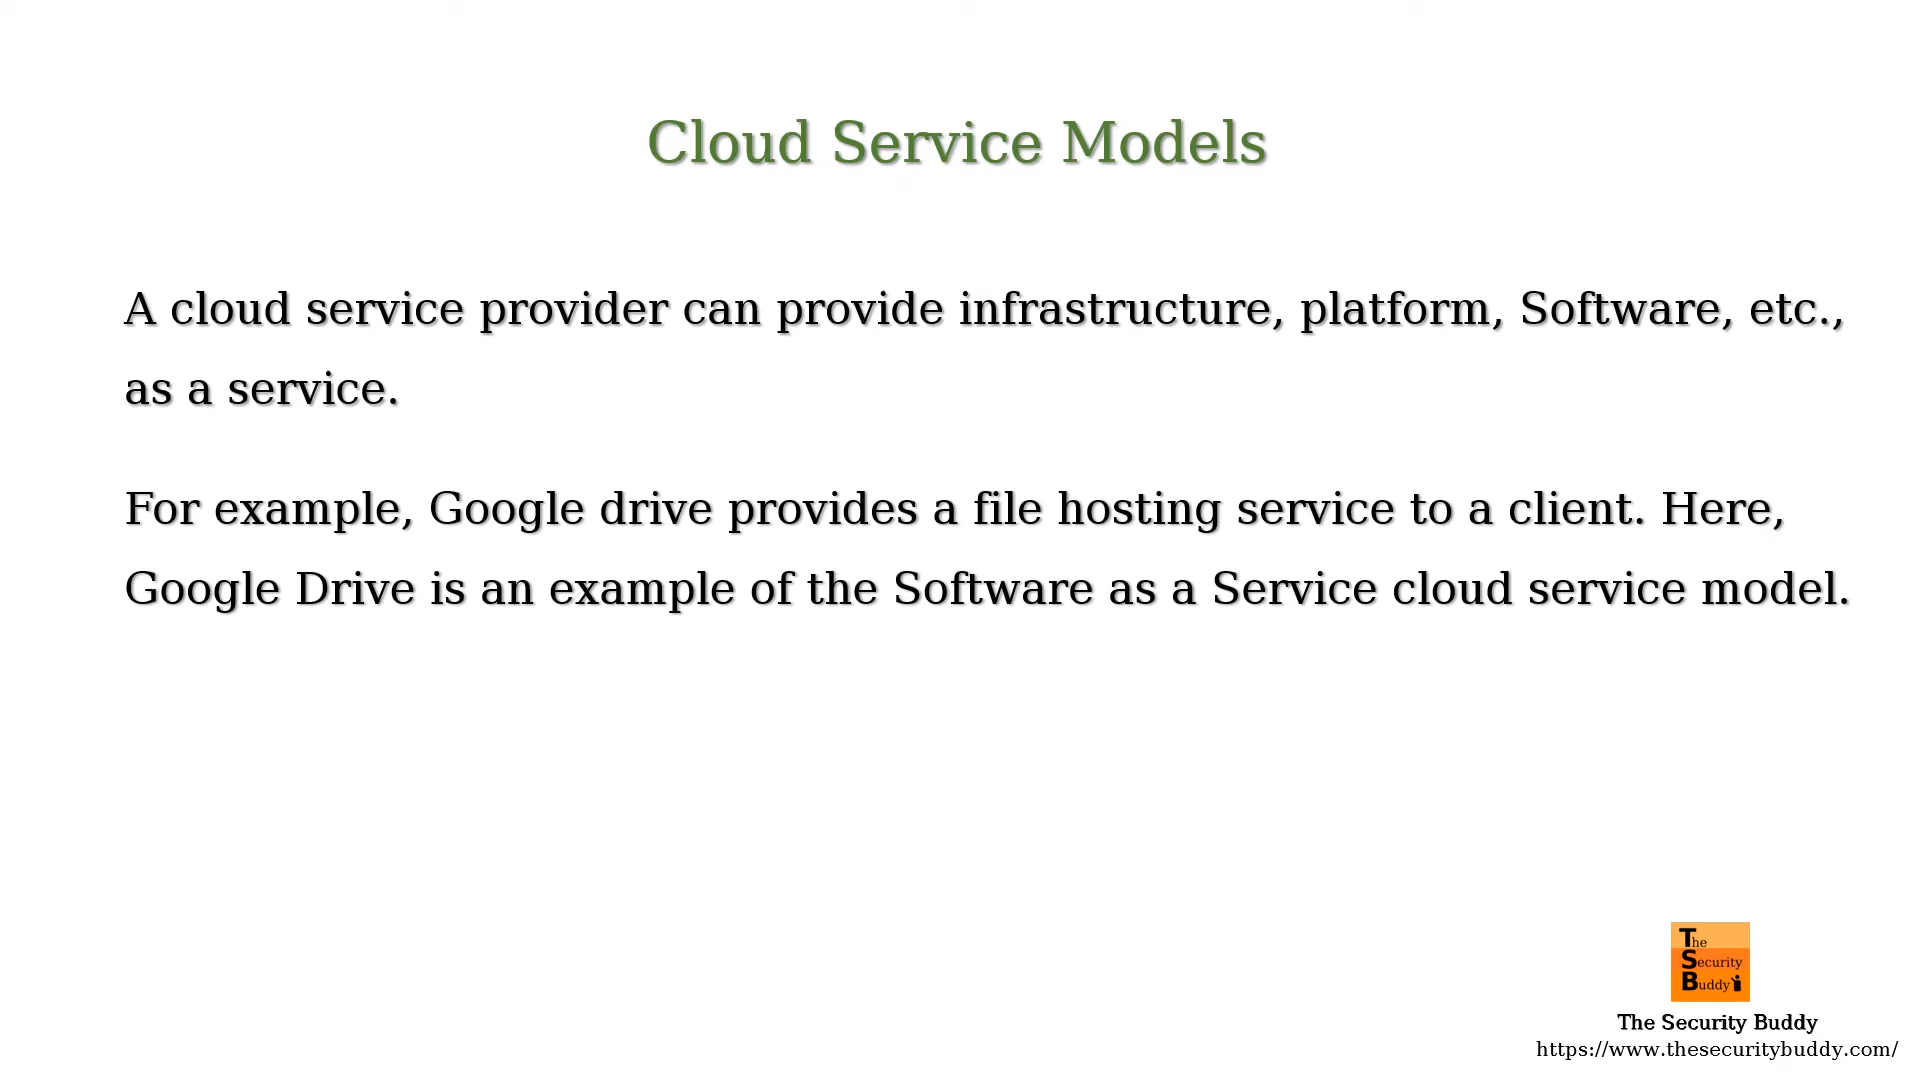 Cloud Service Models
A cloud service provider can provide infrastructure, platform, Software, etc.,
as a service.
For example, Google drive provides a file hosting service to a client. Here,
Google Drive is an example of the Software as a Service cloud service model.
The
Security
Buddy
The Security Buddy
https://www.thesecuritybuddy.com/